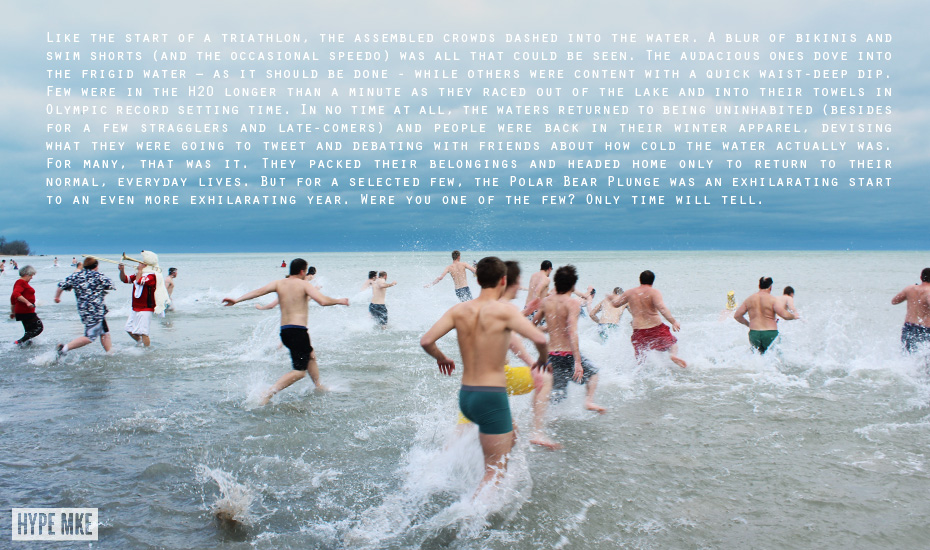 Like the start of a triathlon, the assembled crowds dashed into the water. A blur of bikinis and
swim shorts (and the occasional speedo) was all that could be seen. The audacious ones dove into
the frigid water – as it should be done - while others were content with a quick waist-deep dip.
Few were in the H2O longer than a minute as they raced out of the lake and into their towels in
Olympic record setting time. In no time at all, the waters returned to being uninhabited (besides
for a few stragglers and late-comers) and people were back in their winter apparel, devising
what they were going to tweet and debating with friends about how cold the water actually was.
For many, that was it. They packed their belongings and headed home only to return to their
normal, everyday lives. But for a selected few, the Polar Bear Plunge was an exhilarating start
to an even more exhilarating year. Were you one of the few? Only time will tell.
HYPE MKE